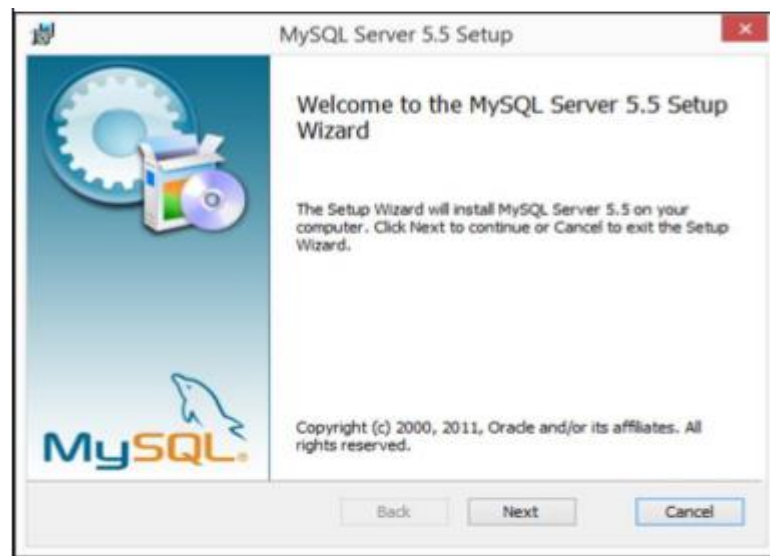 MySQL Server 5.5 Setup
Welcome to the MySQL Server 5.5 Setup
Wizard
The Setup Wizard will install MySQL Server 5.5 on your
computer. Click Next to continue or Cancel to exit the Setup
Wizard.
MySQL
Copyright (c) 2000, 2011, Oracle and/or its affiliates. All
rights reserved.
Back Next Cancel